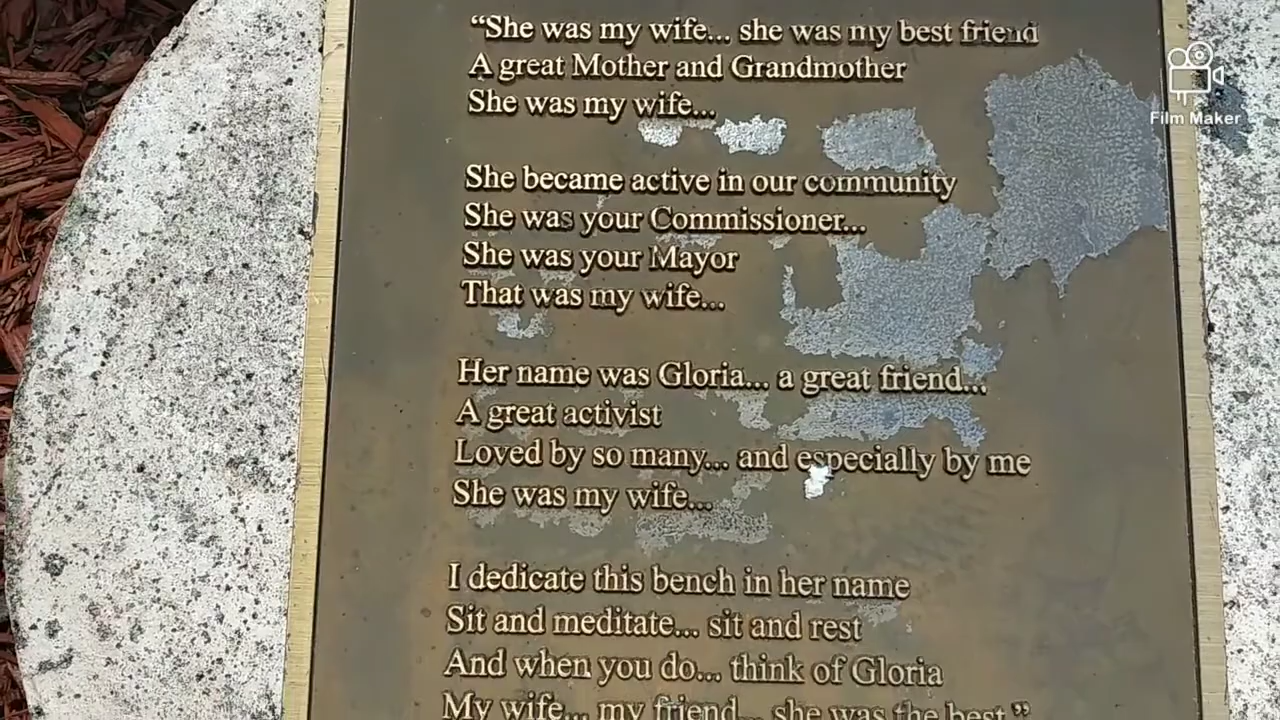 “She was my wife... she was my best friend
A great Mother and Grandmother
She was my wife...
She became active in our community
She was your Commissioner...
She was your Mayor
That was my wife...
Her name was Gloria... a great friend...
A great activist
Loved by so many... and especially by me
She was my wife...
I dedicate this bench in her name
Sit and meditate... sit and rest
And when you do... think of Gloria
My wife... my friend... she was the best.”
Film Maker